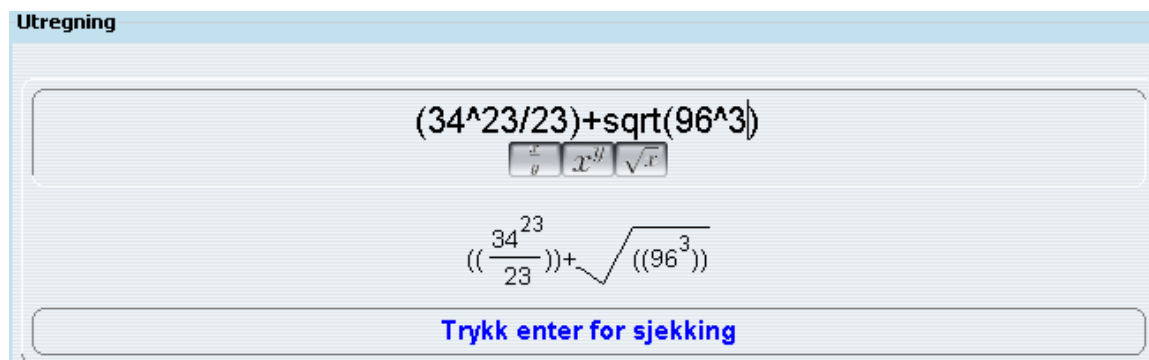 Utregning
(34^23/23)+sqrt(96^3)
x/y x^y √x
((34^23/23))+√((96^3))
Trykk enter for sjekking